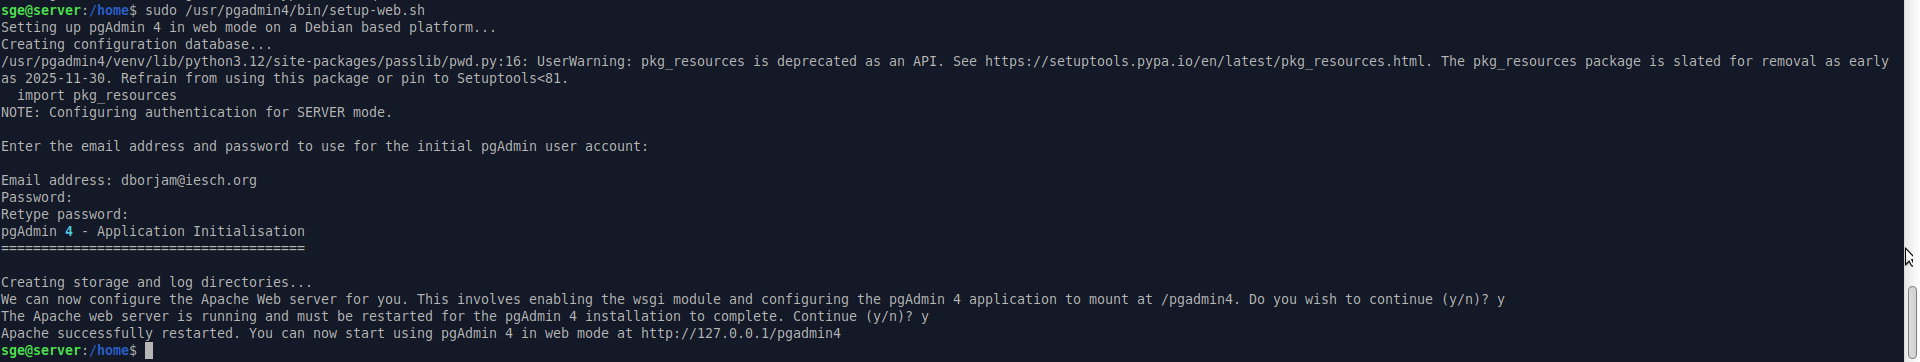 sge@server:/home$ sudo /usr/pgadmin4/bin/setup-web.sh
Setting up pgAdmin 4 in web mode on a Debian based platform...
Creating configuration database...
/usr/pgadmin4/venv/lib/python3.12/site-packages/passlib/pwd.py:16: UserWarning: pkg_resources is deprecated as an API. See https://setuptools.pypa.io/en/latest/pkg_resources.html. The pkg_resources package is slated for removal as early
as 2025-11-30. Refrain from using this package or pin to Setuptools<81.
  import pkg_resources
NOTE: Configuring authentication for SERVER mode.
Enter the email address and password to use for the initial pgAdmin user account:
Email address: dborjam@iesch.org
Password:
Retype password:
pgAdmin 4 - Application Initialisation
======================================
Creating storage and log directories...
We can now configure the Apache Web server for you. This involves enabling the wsgi module and configuring the pgAdmin 4 application to mount at /pgadmin4. Do you wish to continue (y/n)? y
The Apache web server is running and must be restarted for the pgAdmin 4 installation to complete. Continue (y/n)? y
Apache successfully restarted. You can now start using pgAdmin 4 in web mode at http://127.0.0.1/pgadmin4
sge@server:/home$